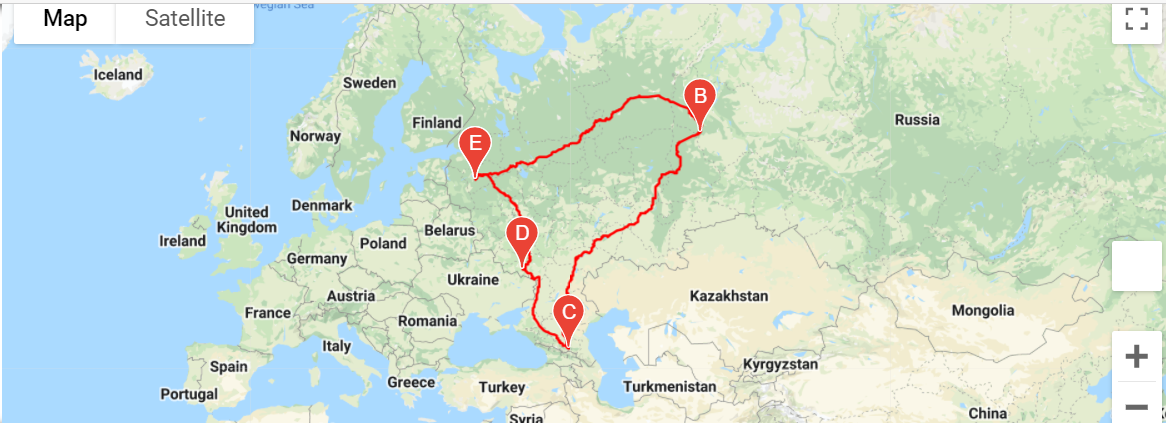 wegian Sea
Map
Satellite
Iceland
Sweden
B
Russia
Finland
Norway
E
Denmark
United
Kingdom
Ireland
D
Belarus
Poland
Germany
Ukraine
Austria
Kazakhstan
France
Romania
C
Mongolia
Italy
Spain
Kyrgyzstan
Portugal
Greece
Turkey
Turkmenistan
China
Syria